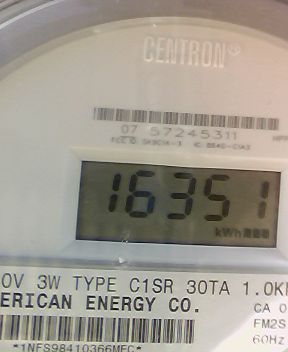 CENTRON®
07 57245311
16351
kWh
0V 3W TYPE C1SR 30TA 1.0K
ERICAN ENERGY CO.
CA 0
FM2S
60Hz
*1NFS98410366MEC*